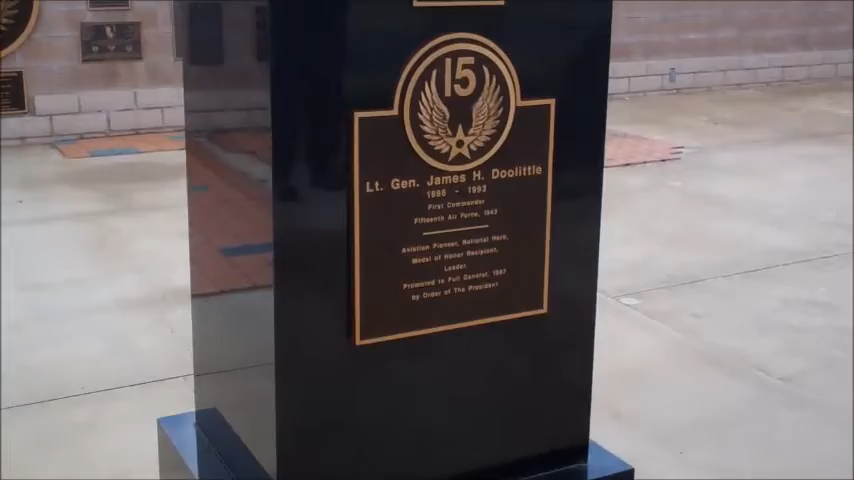 15
Lt. Gen. James H. Doolittle
1896 - 1993
First Commander
Fifteenth Air Force, 1943
Aviation Pioneer, National Hero,
Medal of Honor Recipient,
Leader.
Promoted to Full General, 1987
by Order of The President